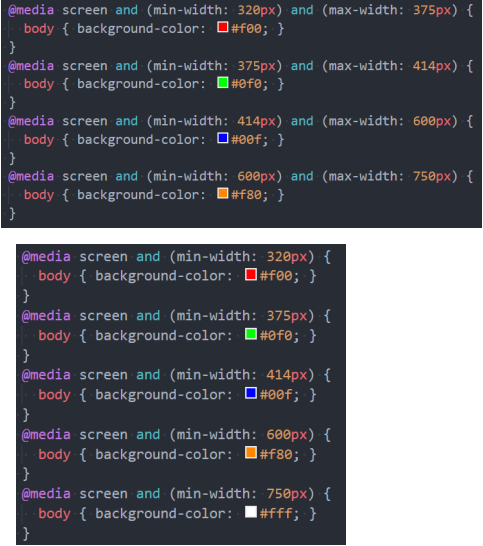 @media screen and (min-width: 320px) and (max-width: 375px) {
  body { background-color: #f00; }
}
@media screen and (min-width: 375px) and (max-width: 414px) {
  body { background-color: #0f0; }
}
@media screen and (min-width: 414px) and (max-width: 600px) {
  body { background-color: #00f; }
}
@media screen and (min-width: 600px) and (max-width: 750px) {
  body { background-color: #f80; }
}
@media screen and (min-width: 320px) {
  body { background-color: #f00; }
}
@media screen and (min-width: 375px) {
  body { background-color: #0f0; }
}
@media screen and (min-width: 414px) {
  body { background-color: #00f; }
}
@media screen and (min-width: 600px) {
  body { background-color: #f80; }
}
@media screen and (min-width: 750px) {
  body { background-color: #fff; }
}